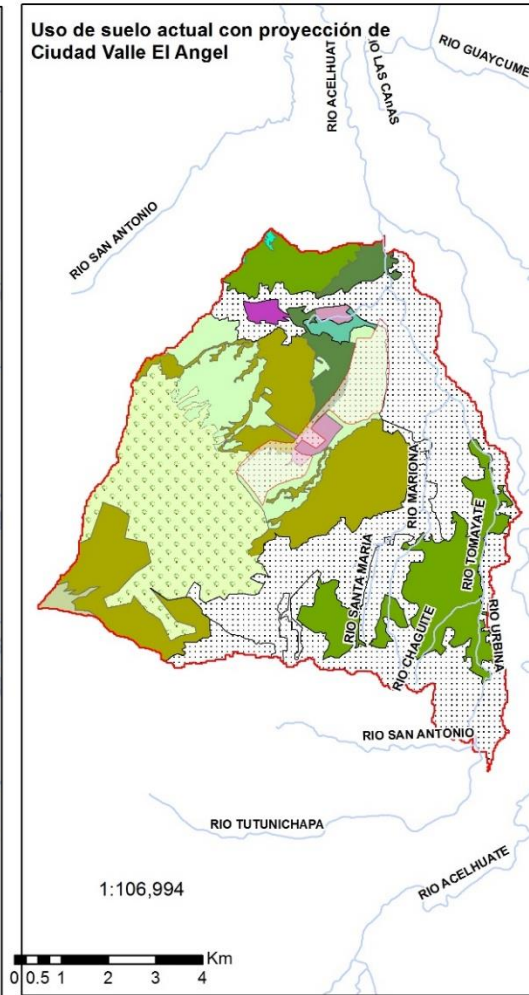 Uso de suelo actual con proyección de
Ciudad Valle El Angel
RIO ACELHUAT
IO LAS CAnAS
RIO GUAYCUME
RIO SAN ANTONIO
RIO MARIONA
RIO TOMAYATE
RIO SANTA MARIA
RIO CHAGUITE
RIO URBINA
RIO SAN ANTONIO
RIO TUTUNICHAPA
RIO ACELHUATE
1:106,994
Km
0 0.5 1 2 3 4